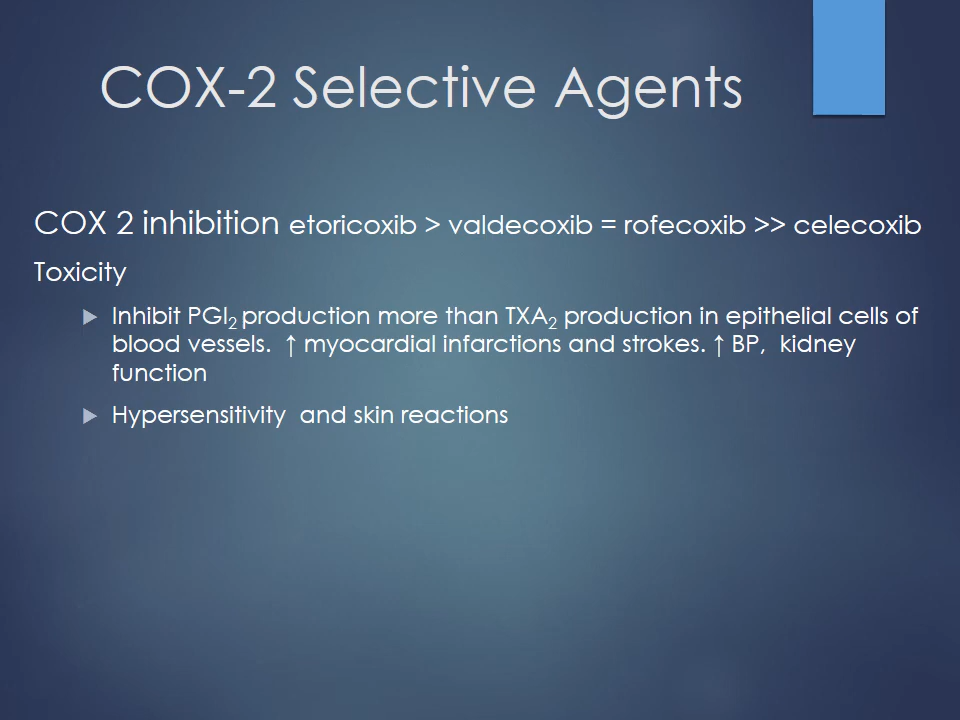 COX-2 Selective Agents
COX 2 inhibition etoricoxib > valdecoxib = rofecoxib >> celecoxib
Toxicity
Inhibit PGI₂ production more than TXA₂ production in epithelial cells of
blood vessels. ↑ myocardial infarctions and strokes. ↑ BP, kidney
function
Hypersensitivity and skin reactions